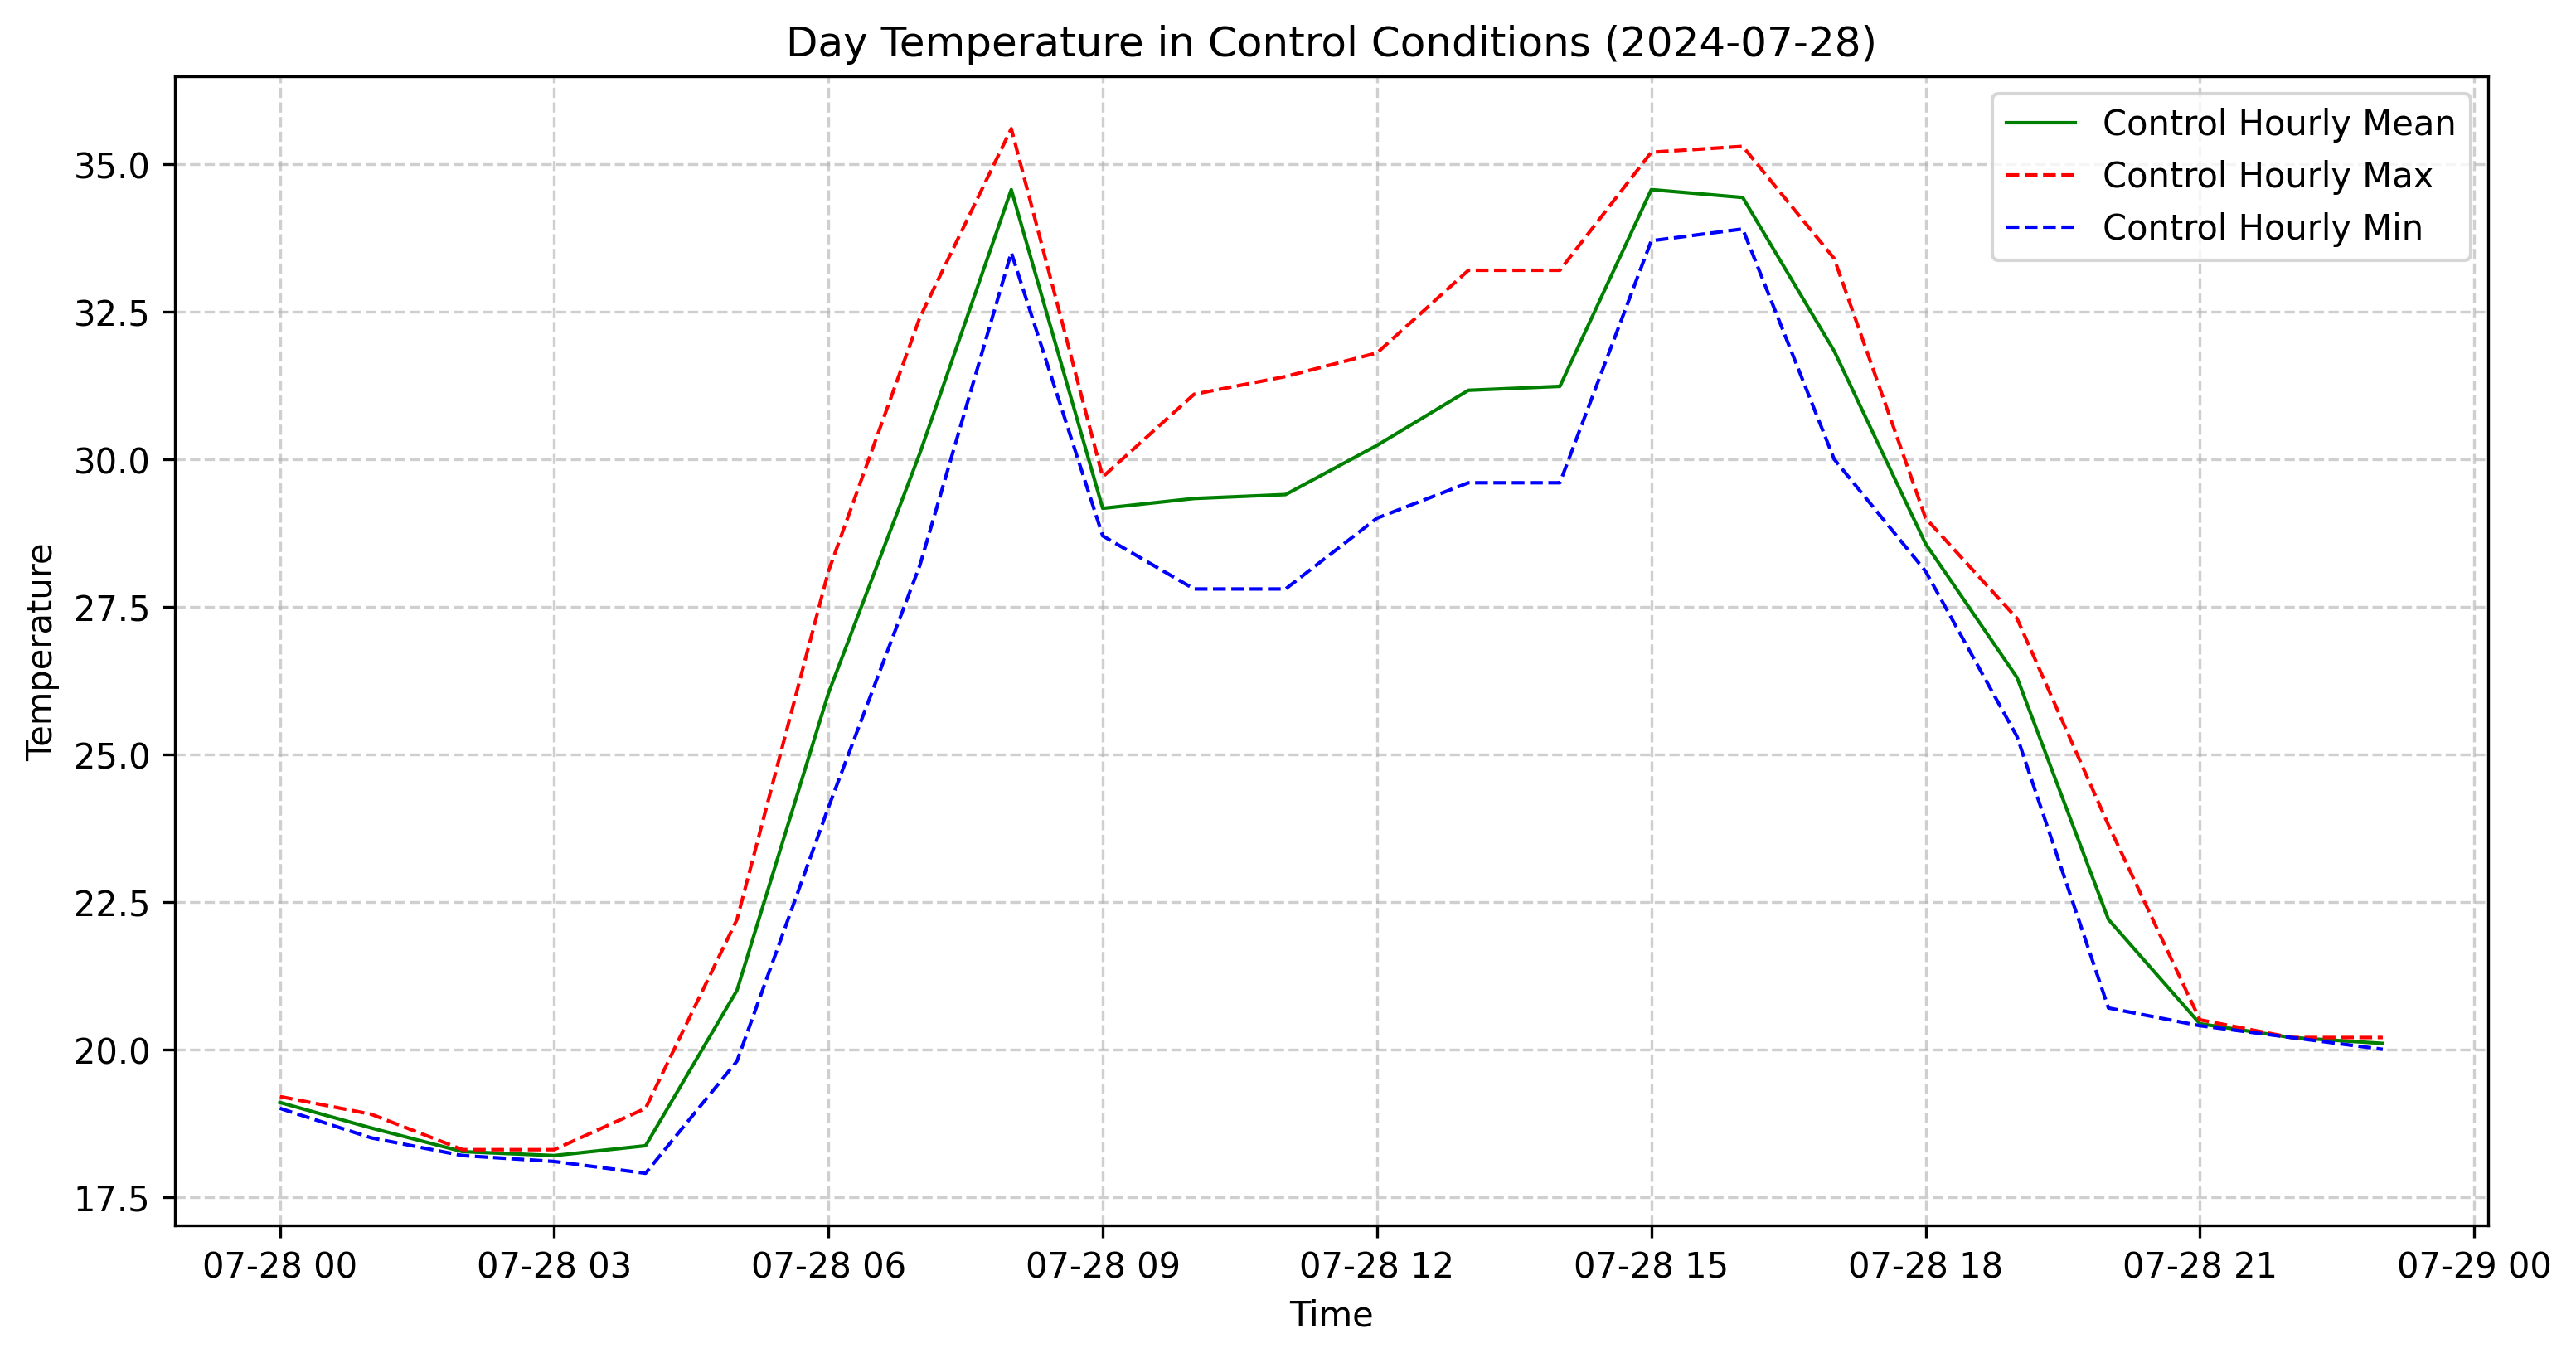 Day Temperature in Control Conditions (2024-07-28)
Control Hourly Mean
Control Hourly Max
Control Hourly Min
35.0
32.5
30.0
27.5
25.0
22.5
20.0
17.5
Temperature
07-28 00
07-28 03
07-28 06
07-28 09
07-28 12
07-28 15
07-28 18
07-28 21
07-29 00
Time